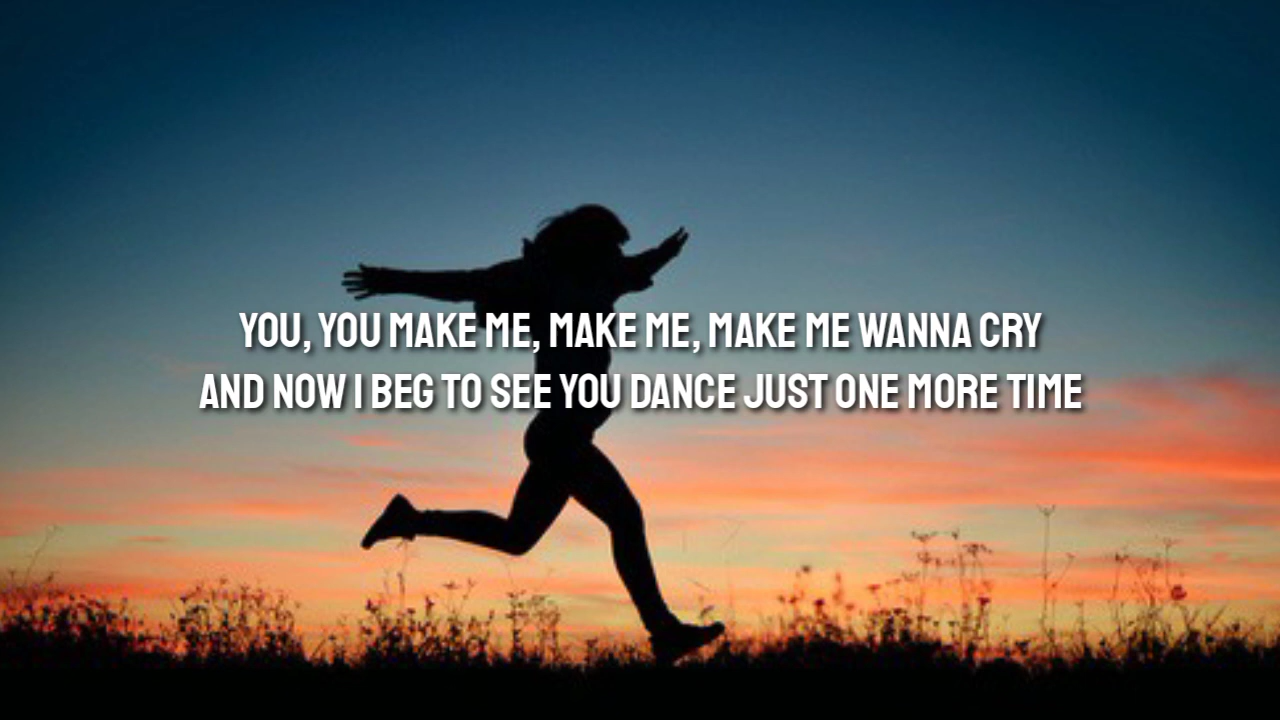 YOU, YOU MAKE ME, MAKE ME, MAKE ME WANNA CRY
AND NOW I BEG TO SEE YOU DANCE JUST ONE MORE TIME